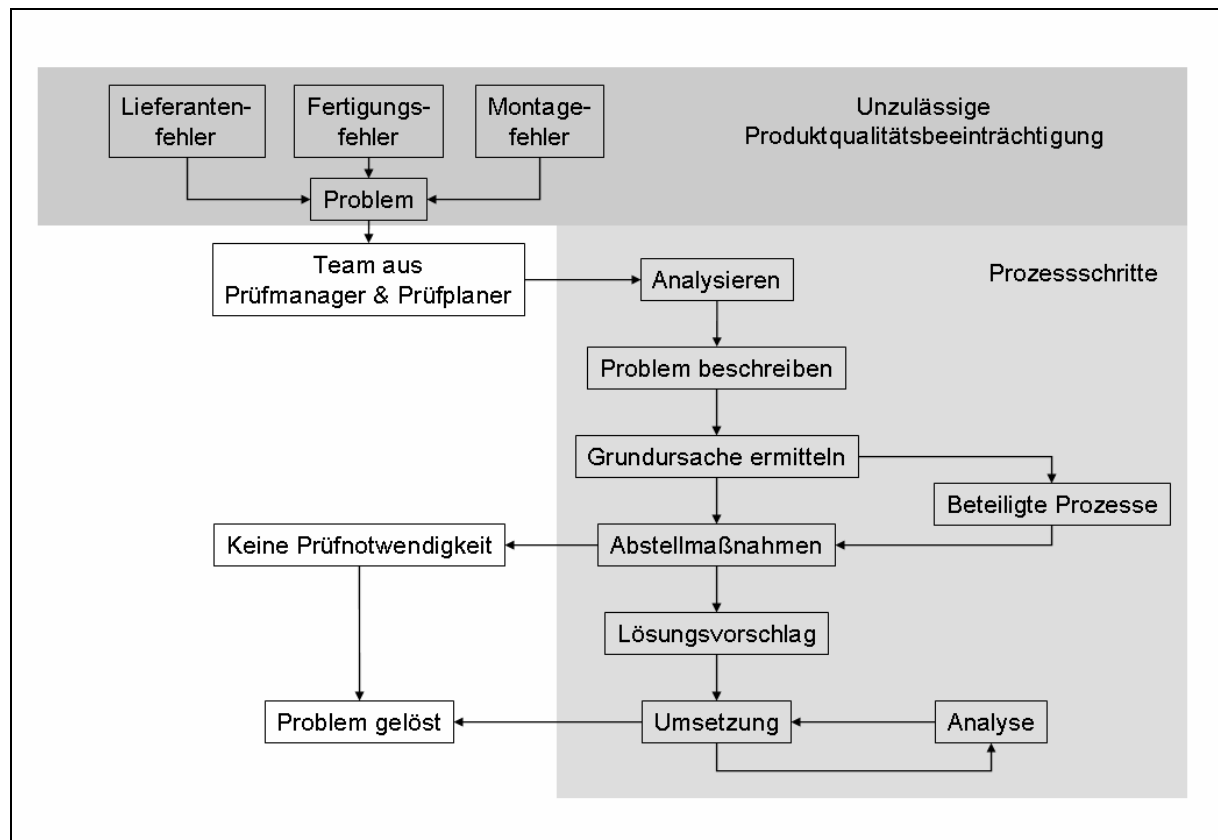 Lieferanten-
fehler
Fertigungs-
fehler
Montage-
fehler
Unzulässige
Produktqualitätsbeeinträchtigung
Problem
Team aus
Prüfmanager & Prüfplaner
Analysieren
Prozessschritte
Problem beschreiben
Grundursache ermitteln
Beteiligte Prozesse
Keine Prüfnotwendigkeit
Abstellmaßnahmen
Lösungsvorschlag
Problem gelöst
Umsetzung
Analyse